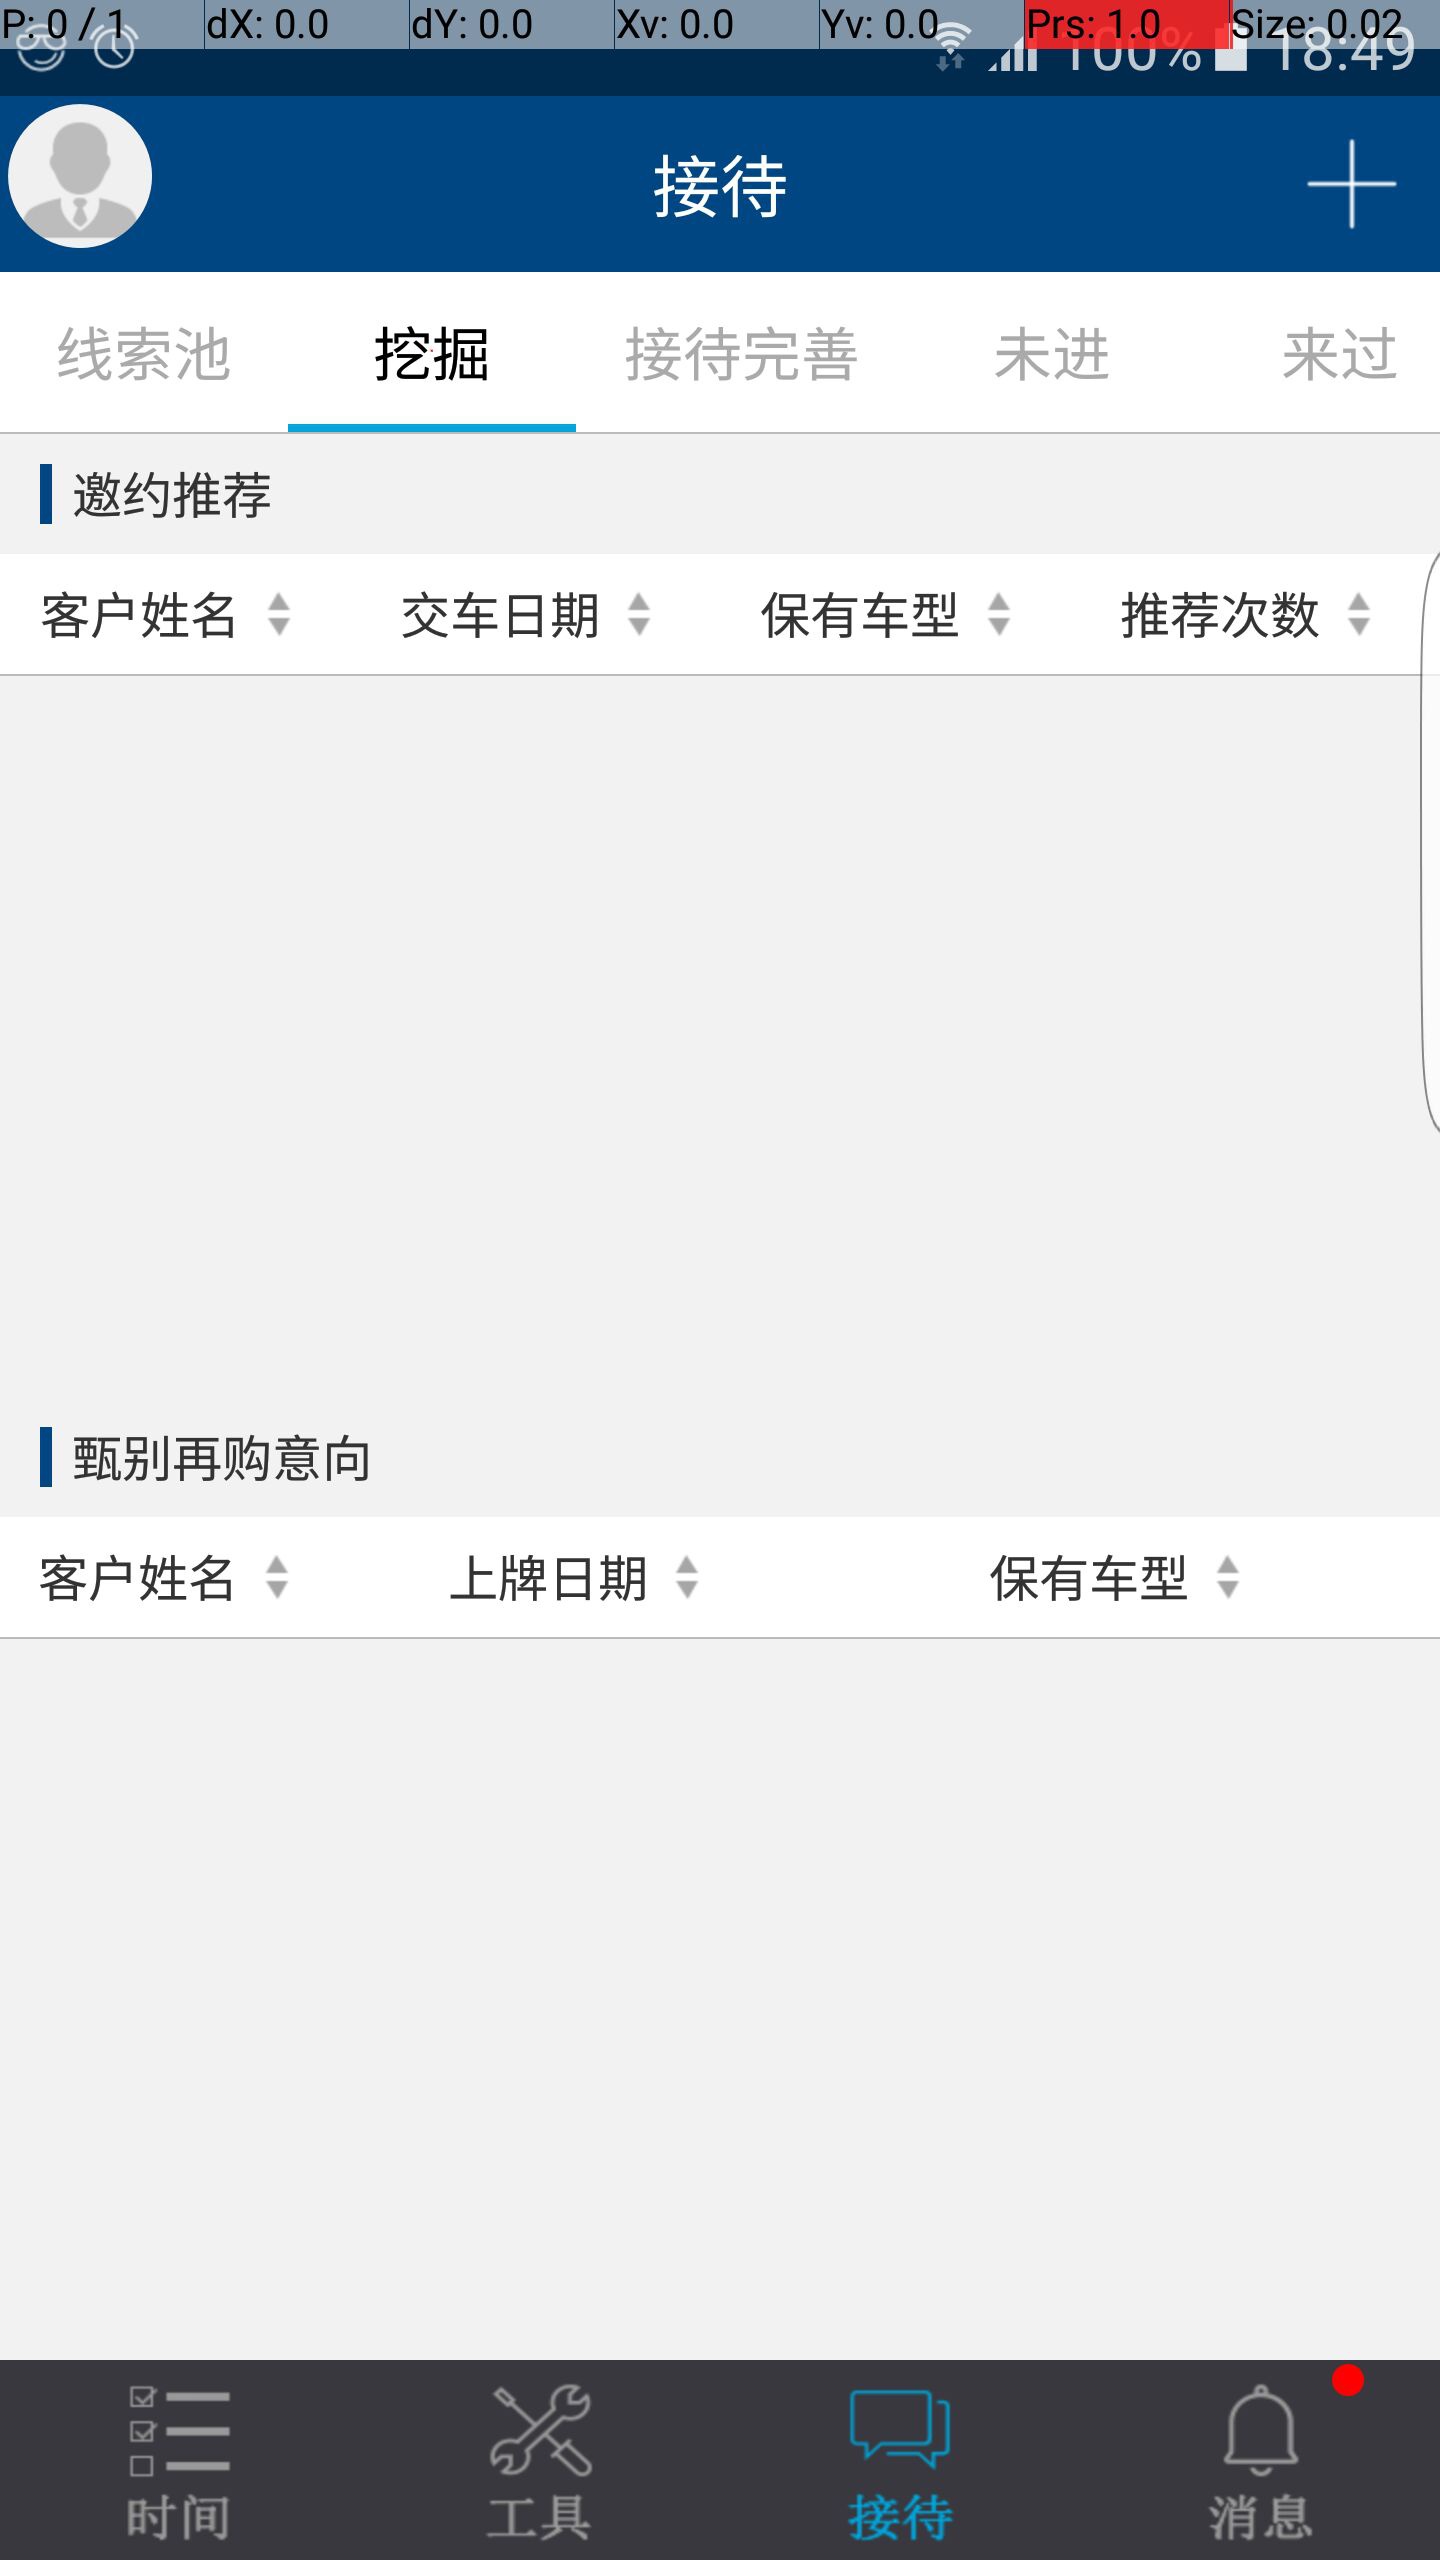 P: 0 / 1 dX: 0.0 dY: 0.0 Xv: 0.0 Yv: 0.0 Prs: 1.0 Size: 0.02
100% 18:49
接待
线索池 挖掘 接待完善 未进 来过
邀约推荐
客户姓名 交车日期 保有车型 推荐次数
甄别再购意向
客户姓名 上牌日期 保有车型
时间 工具 接待 消息